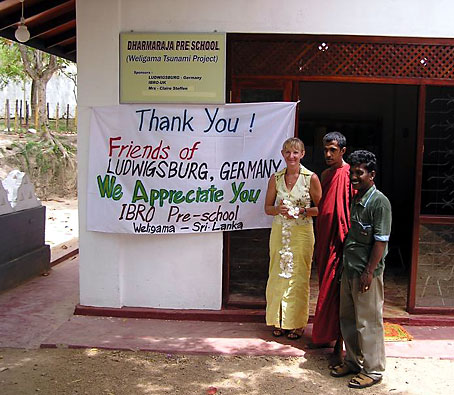 DHARMARAJA PRE SCHOOL
(Weligama Tsunami Project)
Sponsors :
LUDWIGSBURG - Germany
IBRO-UK
Mrs - Claire Steffen
Thank You !
Friends of
LUDWIGSBURG, GERMANY
We Appreciate You
IBRO Pre-school
Weligama - Sri Lanka